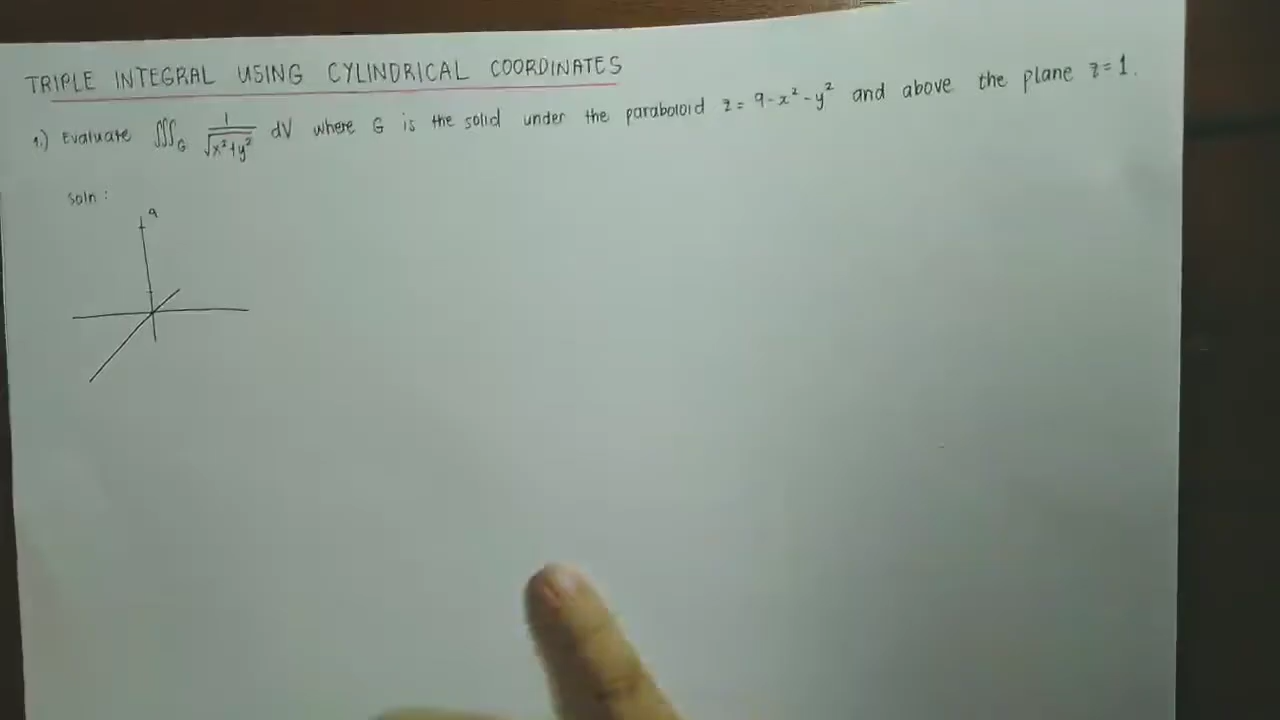 TRIPLE INTEGRAL USING CYLINDRICAL COORDINATES
1.) Evaluate ∭_G 1/√(x²+y²) dV where G is the solid under the paraboloid z = 9-x²-y² and above the plane z=1.
Soln :
9